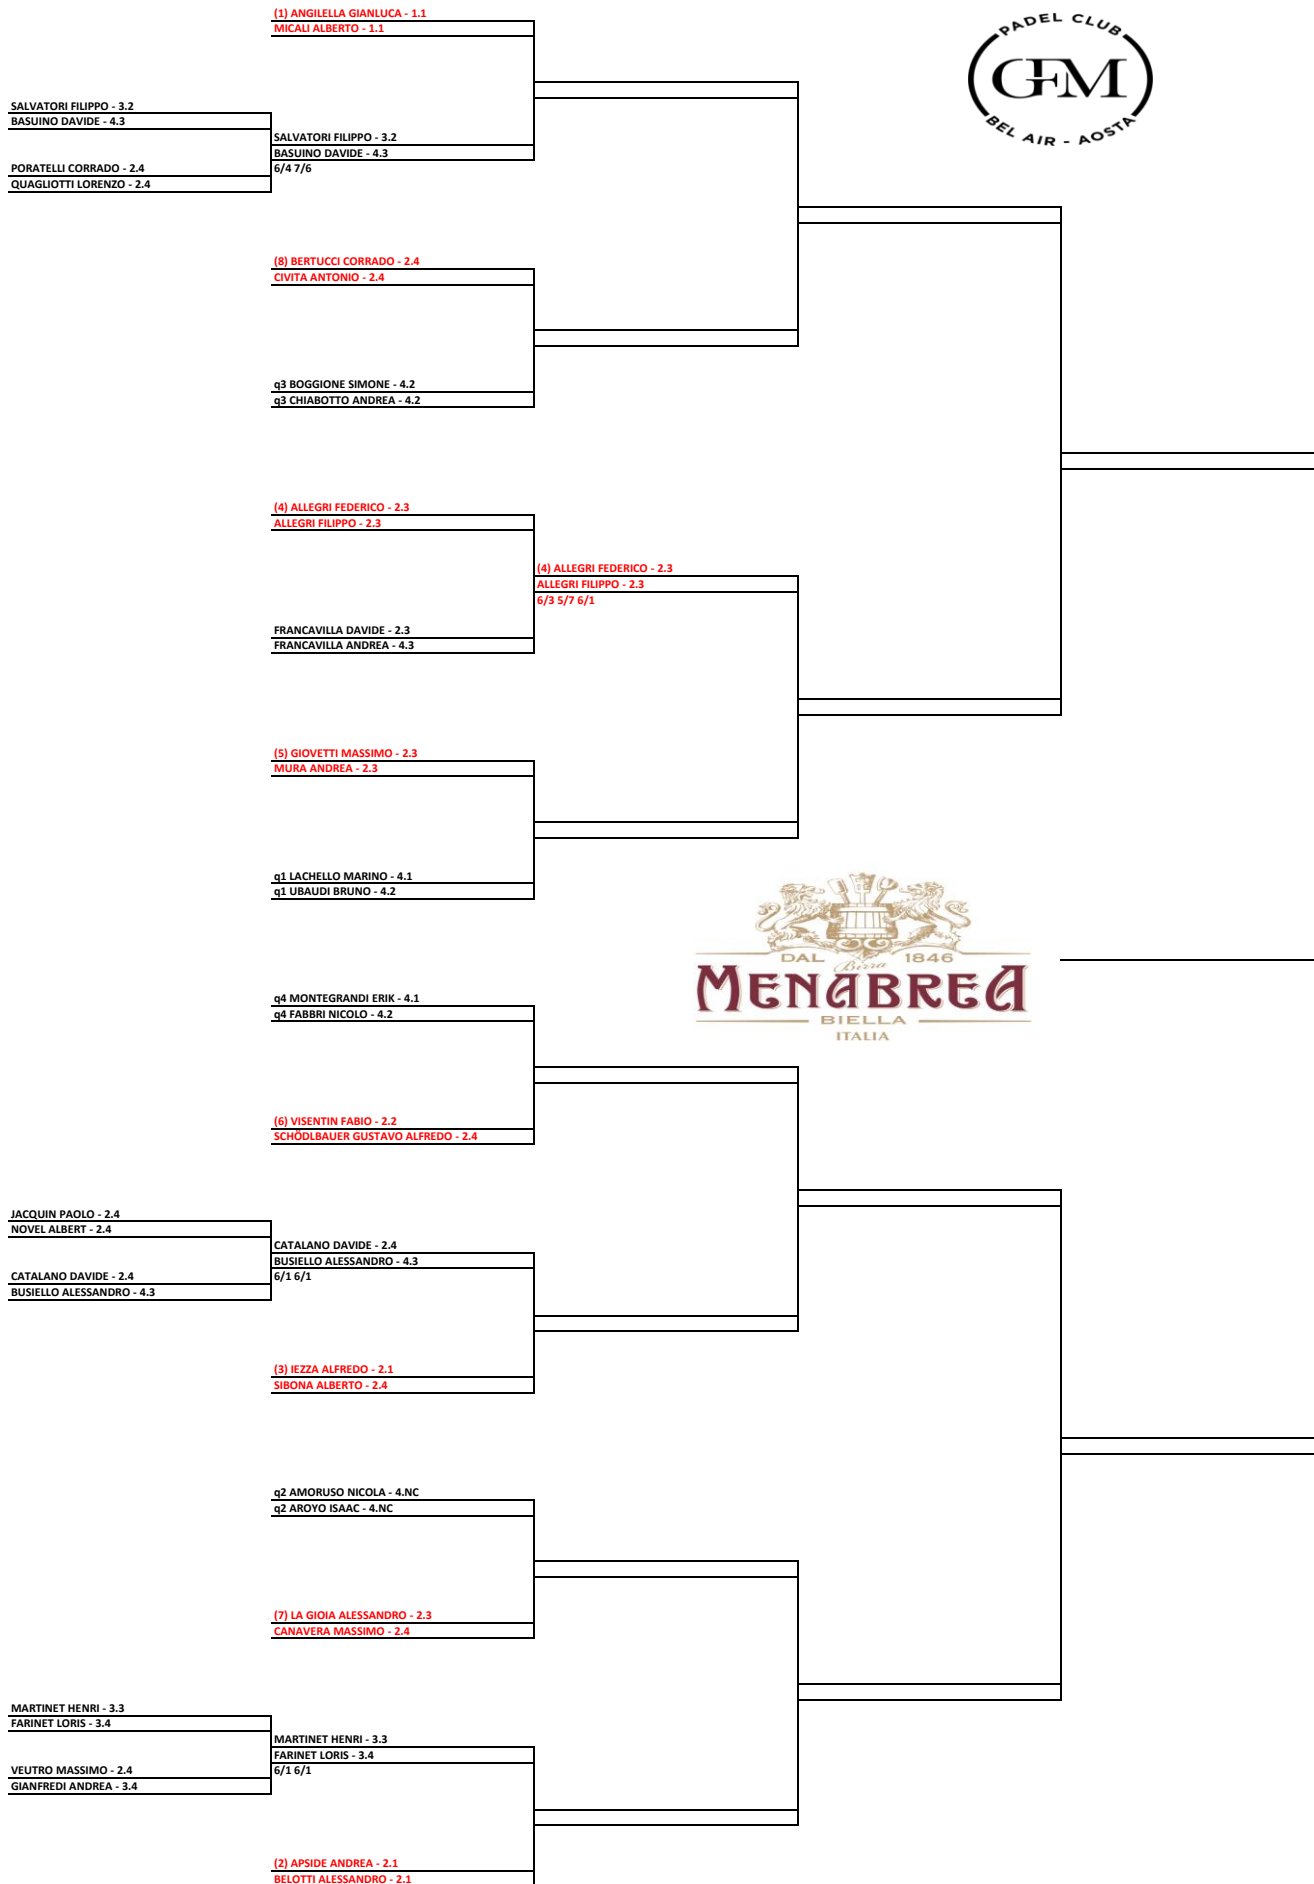 (1) ANGILELLA GIANLUCA - 1.1
MICALI ALBERTO - 1.1
PADEL CLUB
GFM
BEL AIR - AOSTA
SALVATORI FILIPPO - 3.2
BASUINO DAVIDE - 4.3
SALVATORI FILIPPO - 3.2
BASUINO DAVIDE - 4.3
6/4 7/6
PORATELLI CORRADO - 2.4
QUAGLIOTTI LORENZO - 2.4
(8) BERTUCCI CORRADO - 2.4
CIVITA ANTONIO - 2.4
q3 BOGGIONE SIMONE - 4.2
q3 CHIABOTTO ANDREA - 4.2
(4) ALLEGRI FEDERICO - 2.3
ALLEGRI FILIPPO - 2.3
(4) ALLEGRI FEDERICO - 2.3
ALLEGRI FILIPPO - 2.3
6/3 5/7 6/1
FRANCAVILLA DAVIDE - 2.3
FRANCAVILLA ANDREA - 4.3
(5) GIOVETTI MASSIMO - 2.3
MURA ANDREA - 2.3
q1 LACHELLO MARINO - 4.1
q1 UBAUDI BRUNO - 4.2
DAL 1846
Birra
MENABREA
BIELLA
ITALIA
q4 MONTEGRANDI ERIK - 4.1
q4 FABBRI NICOLO - 4.2
(6) VISENTIN FABIO - 2.2
SCHÖDLBAUER GUSTAVO ALFREDO - 2.4
JACQUIN PAOLO - 2.4
NOVEL ALBERT - 2.4
CATALANO DAVIDE - 2.4
BUSIELLO ALESSANDRO - 4.3
6/1 6/1
CATALANO DAVIDE - 2.4
BUSIELLO ALESSANDRO - 4.3
(3) IEZZA ALFREDO - 2.1
SIBONA ALBERTO - 2.4
q2 AMORUSO NICOLA - 4.NC
q2 AROYO ISAAC - 4.NC
(7) LA GIOIA ALESSANDRO - 2.3
CANAVERA MASSIMO - 2.4
MARTINET HENRI - 3.3
FARINET LORIS - 3.4
MARTINET HENRI - 3.3
FARINET LORIS - 3.4
6/1 6/1
VEUTRO MASSIMO - 2.4
GIANFREDI ANDREA - 3.4
(2) APSIDE ANDREA - 2.1
BELOTTI ALESSANDRO - 2.1